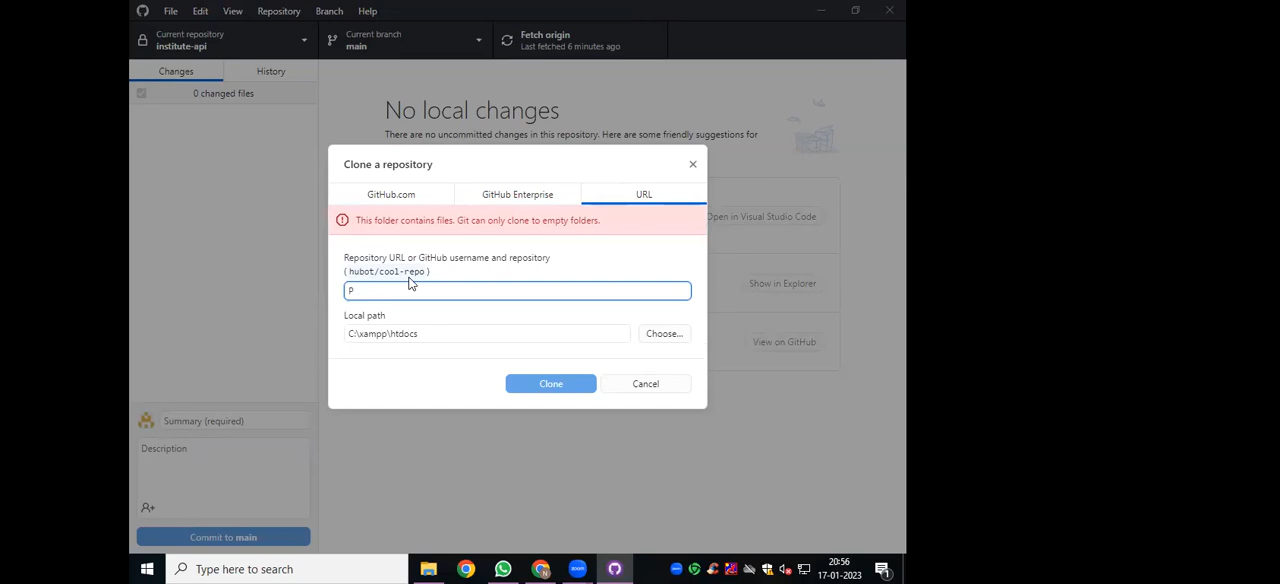 File Edit View Repository Branch Help
Current repository
institute-api
Current branch
main
Fetch origin
Last fetched 6 minutes ago
Changes History
0 changed files
No local changes
There are no uncommitted changes in this repository. Here are some friendly suggestions for
Clone a repository
GitHub.com GitHub Enterprise URL
This folder contains files. Git can only clone to empty folders.
Open in Visual Studio Code
Repository URL or GitHub username and repository
(hubot/cool-repo)
Show in Explorer
p
Local path
C:\xampp\htdocs Choose...
View on GitHub
Clone Cancel
Summary (required)
Description
Commit to main
Type here to search
20:56
17-01-2023
1